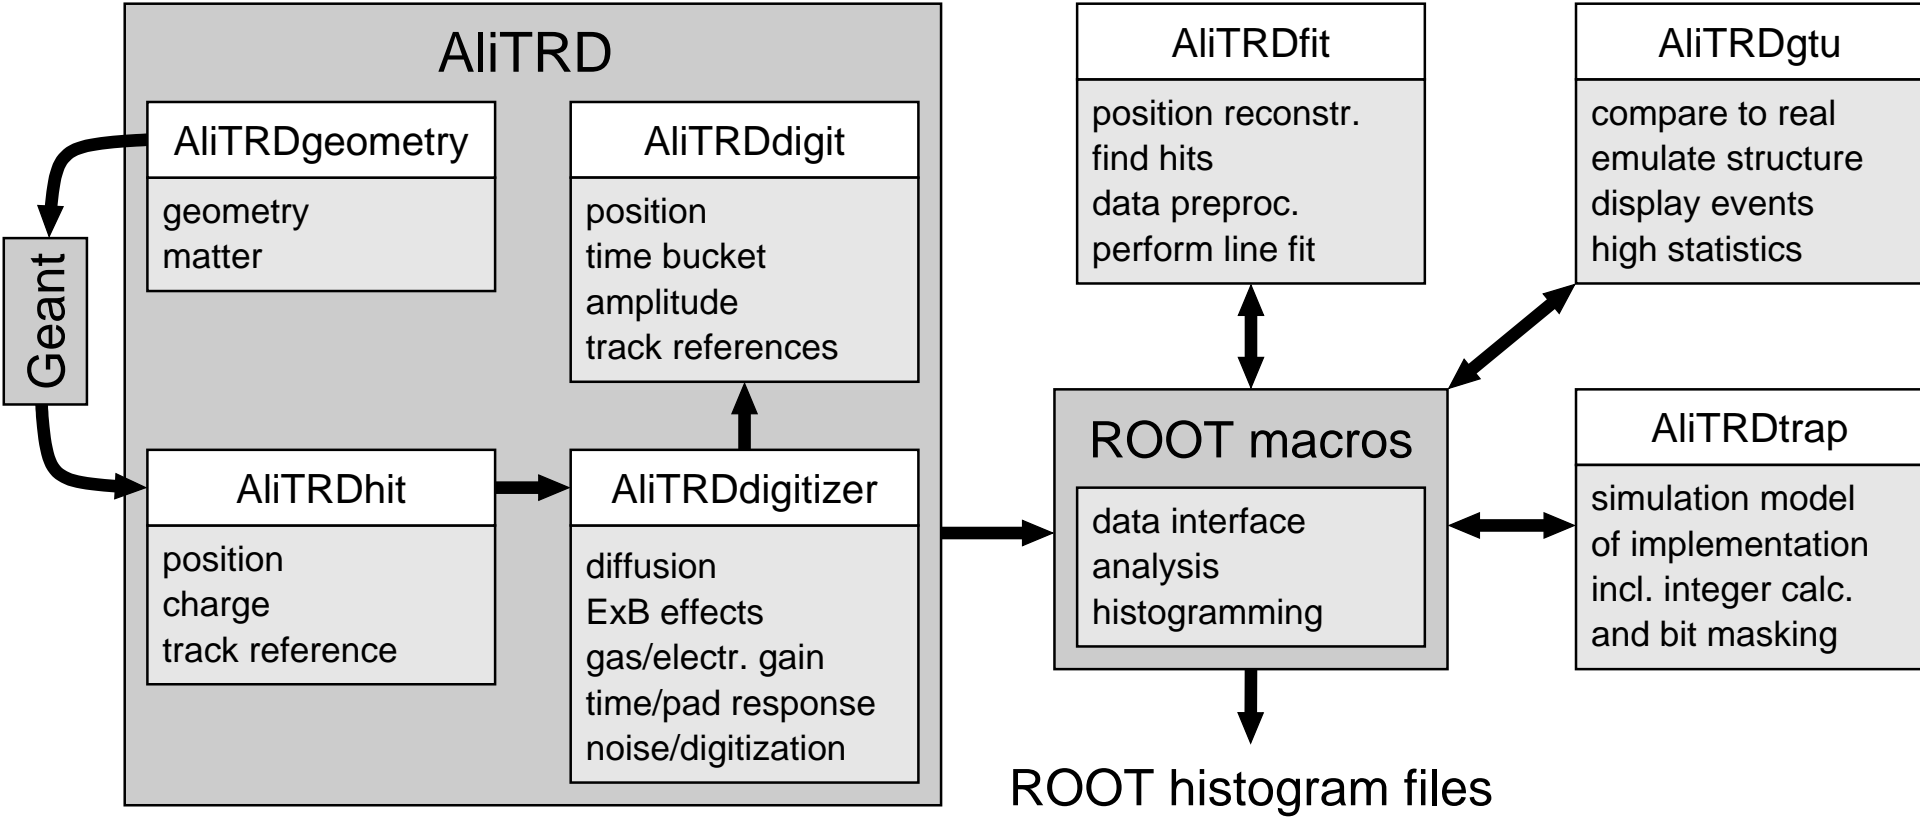 AliTRD
AliTRDgeometry
geometry
matter
Geant
AliTRDhit
position
charge
track reference
AliTRDdigit
position
time bucket
amplitude
track references
AliTRDdigitizer
diffusion
ExB effects
gas/electr. gain
time/pad response
noise/digitization
AliTRDfit
position reconstr.
find hits
data preproc.
perform line fit
AliTRDgtu
compare to real
emulate structure
display events
high statistics
ROOT macros
data interface
analysis
histogramming
AliTRDtrap
simulation model
of implementation
incl. integer calc.
and bit masking
ROOT histogram files